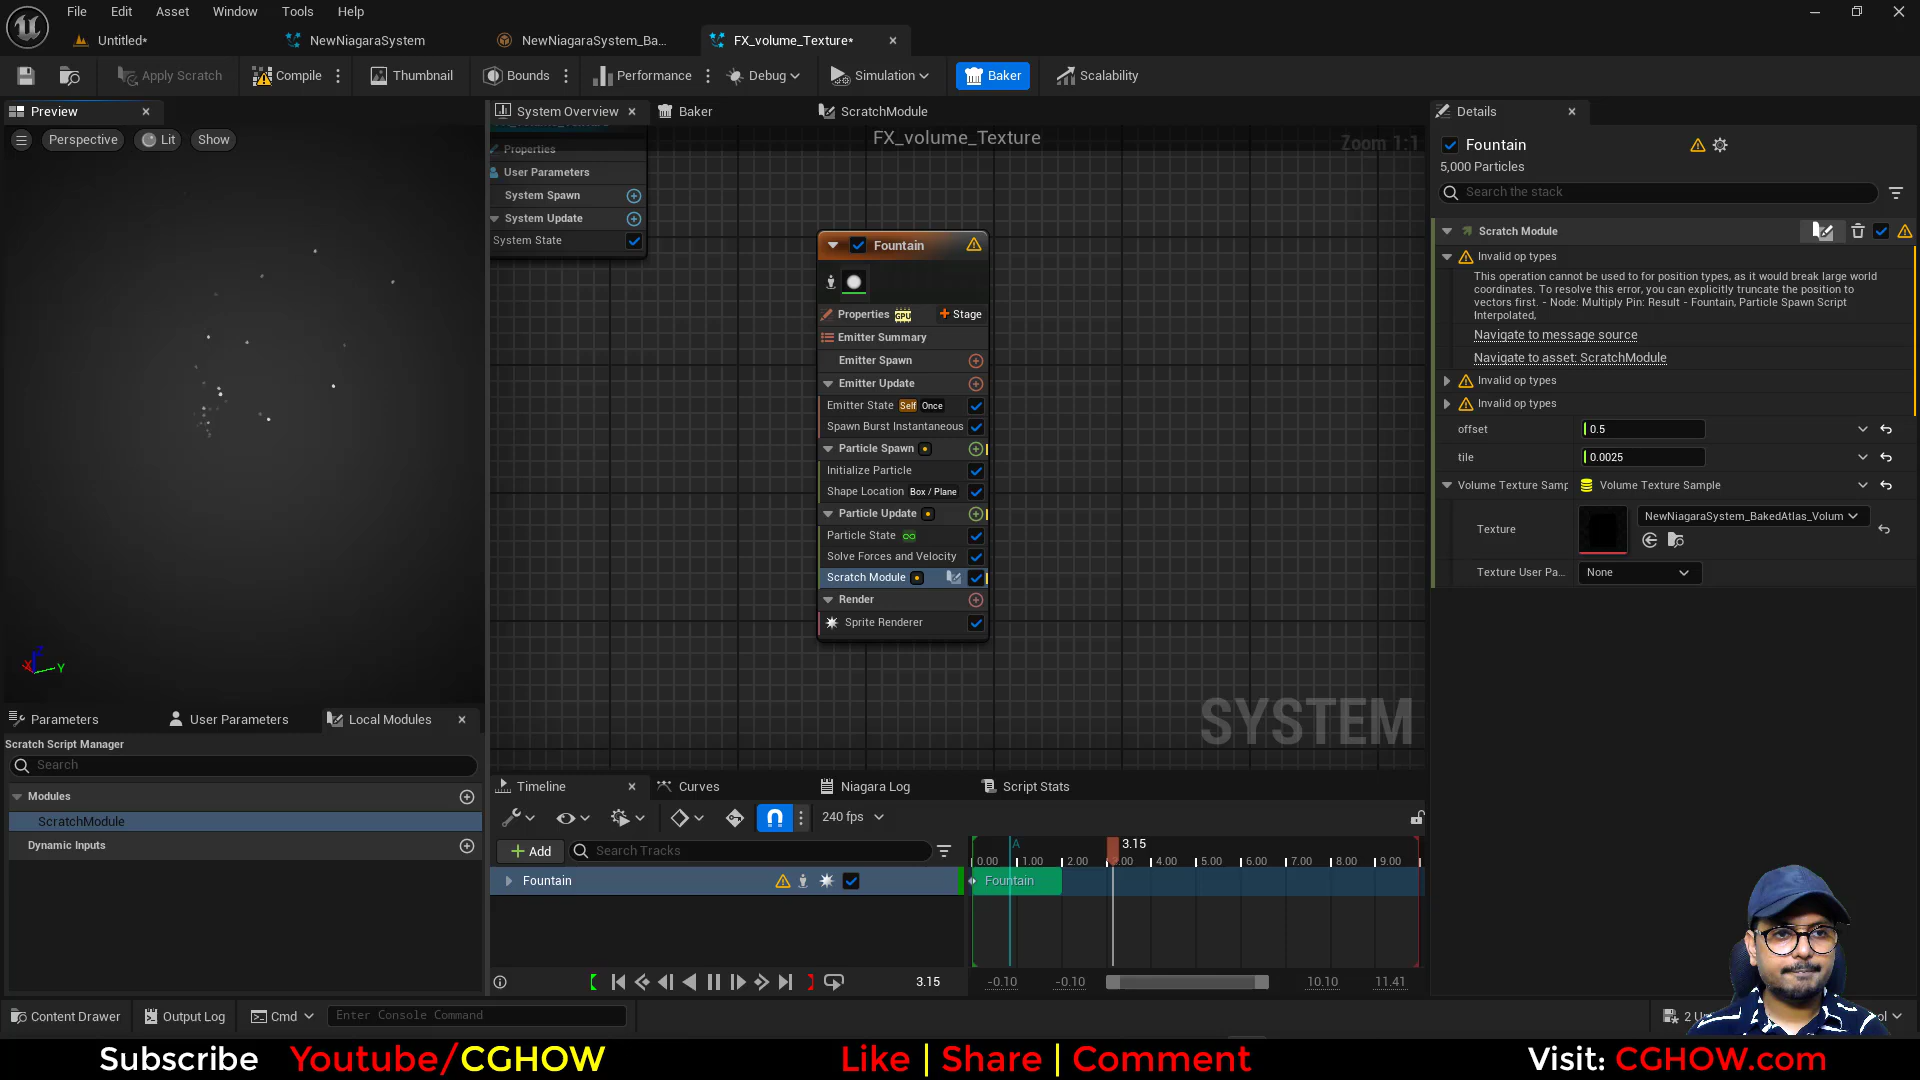 File Edit Asset Window Tools Help
Untitled* NewNiagaraSystem NewNiagaraSystem_Ba... FX_volume_Texture*
Apply Scratch Compile Thumbnail Bounds Performance Debug Simulation Baker Scalability
Preview System Overview Baker ScratchModule Details
Perspective Lit Show
FX_volume_Texture
Zoom 1:1
Properties
User Parameters
System Spawn
System Update
System State
Fountain
Properties GPU Stage
Emitter Summary
Emitter Spawn
Emitter Update
Emitter State Self Once
Spawn Burst Instantaneous
Particle Spawn
Initialize Particle
Shape Location Box / Plane
Particle Update
Particle State
Solve Forces and Velocity
Scratch Module
Render
Sprite Renderer
SYSTEM
Fountain
5,000 Particles
Search the stack
Scratch Module
Invalid op types
This operation cannot be used to for position types, as it would break large world
coordinates. To resolve this error, you can explicitly truncate the position to
vectors first. - Node: Multiply Pin: Result - Fountain, Particle Spawn Script
Interpolated,
Navigate to message source
Navigate to asset: ScratchModule
Invalid op types
Invalid op types
offset 0.5
tile 0.0025
Volume Texture Samp Volume Texture Sample
Texture NewNiagaraSystem_BakedAtlas_Volum
Texture User Pa... None
X Y Z
Parameters User Parameters Local Modules
Scratch Script Manager
Search
Modules
ScratchModule
Dynamic Inputs
Timeline Curves Niagara Log Script Stats
240 fps
Add Search Tracks
A 3.15
0.00 1.00 2.00 3.00 4.00 5.00 6.00 7.00 8.00 9.00
Fountain Fountain
3.15 -0.10 -0.10 10.10 11.41
Content Drawer Output Log Cmd Enter Console Command
Subscribe Youtube/CGHOW Like | Share | Comment Visit: CGHOW.com